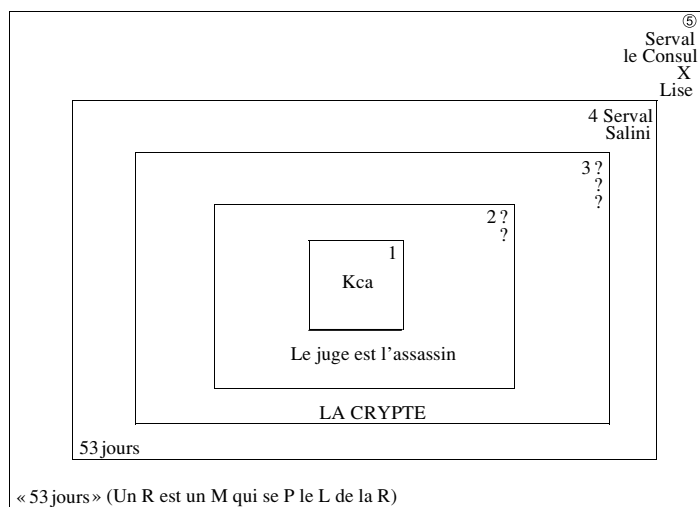 ⑤
Serval
le Consul
X
Lise
4 Serval
Salini
3 ?
?
?
2 ?
?
1
Kca
Le juge est l’assassin
LA CRYPTE
53 jours
« 53 jours » (Un R est un M qui se P le L de la R)